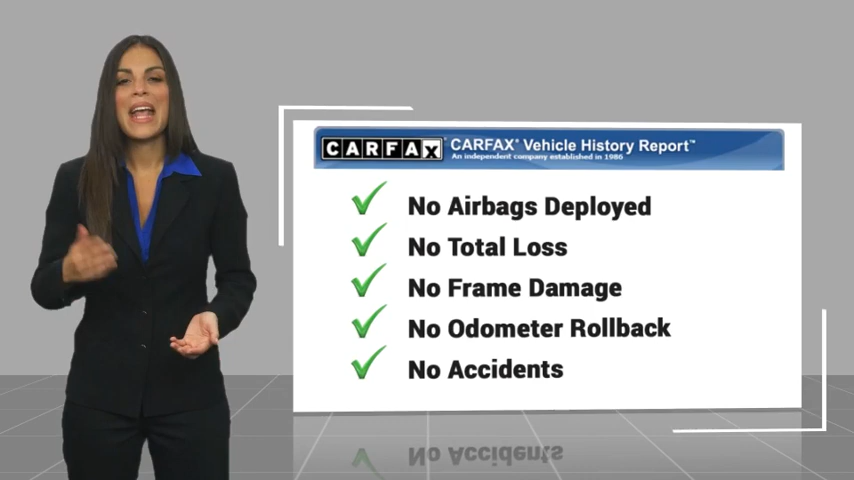 CARFAX CARFAX® Vehicle History Report™
An independent company established in 1986
No Airbags Deployed
No Total Loss
No Frame Damage
No Odometer Rollback
No Accidents
No Accidents